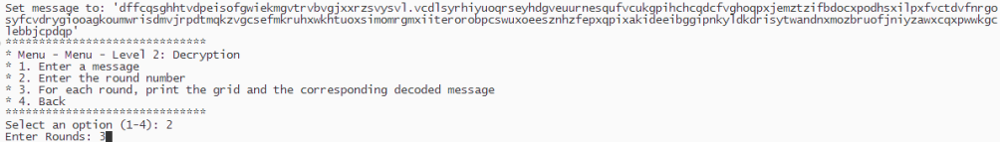 Set message to: 'dffcqsghhtvdpeisofgwiekmgvtrvbvgjxxrzsvysvl.vcdlsyrhiyuoqrseyhdgveuurnesqufvcukgpihchcgdcfvghoqpxjemztzifbdocxpodhsxilpxfvctdvfnrgo
syfcvdrygiooagkoumwrisdmvjrpdtmqkzvgcsefmkruhxwkhtuoxsimomrgmxiiterorobpcswuxoeesznhzfepxqpixakideeibggipnkyldkdrisytwandnxmozbruofjniyzawxcqxpwwkgc
lebbjcpdqp'
******************************
* Menu - Menu - Level 2: Decryption
* 1. Enter a message
* 2. Enter the round number
* 3. For each round, print the grid and the corresponding decoded message
* 4. Back
******************************
Select an option (1-4): 2
Enter Rounds: 3